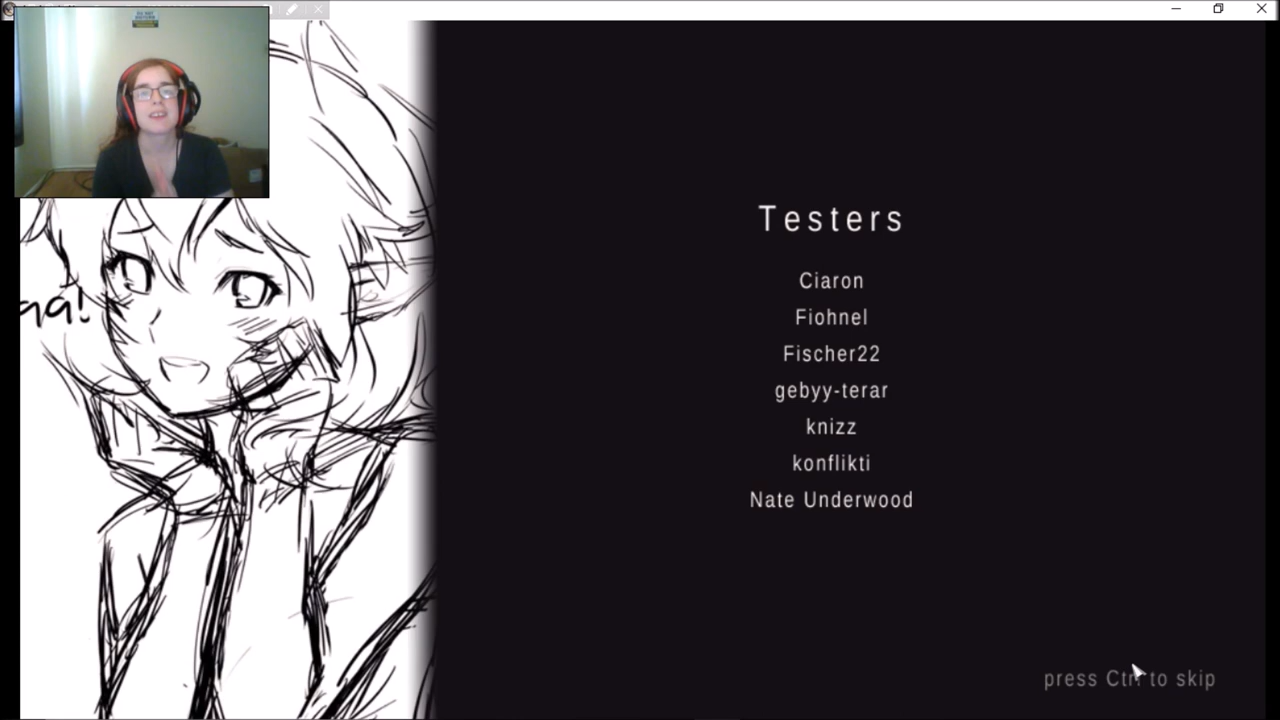 Testers
Ciaron
Fiohnel
Fischer22
gebyy-terar
knizz
konflikti
Nate Underwood
press Ctrl to skip